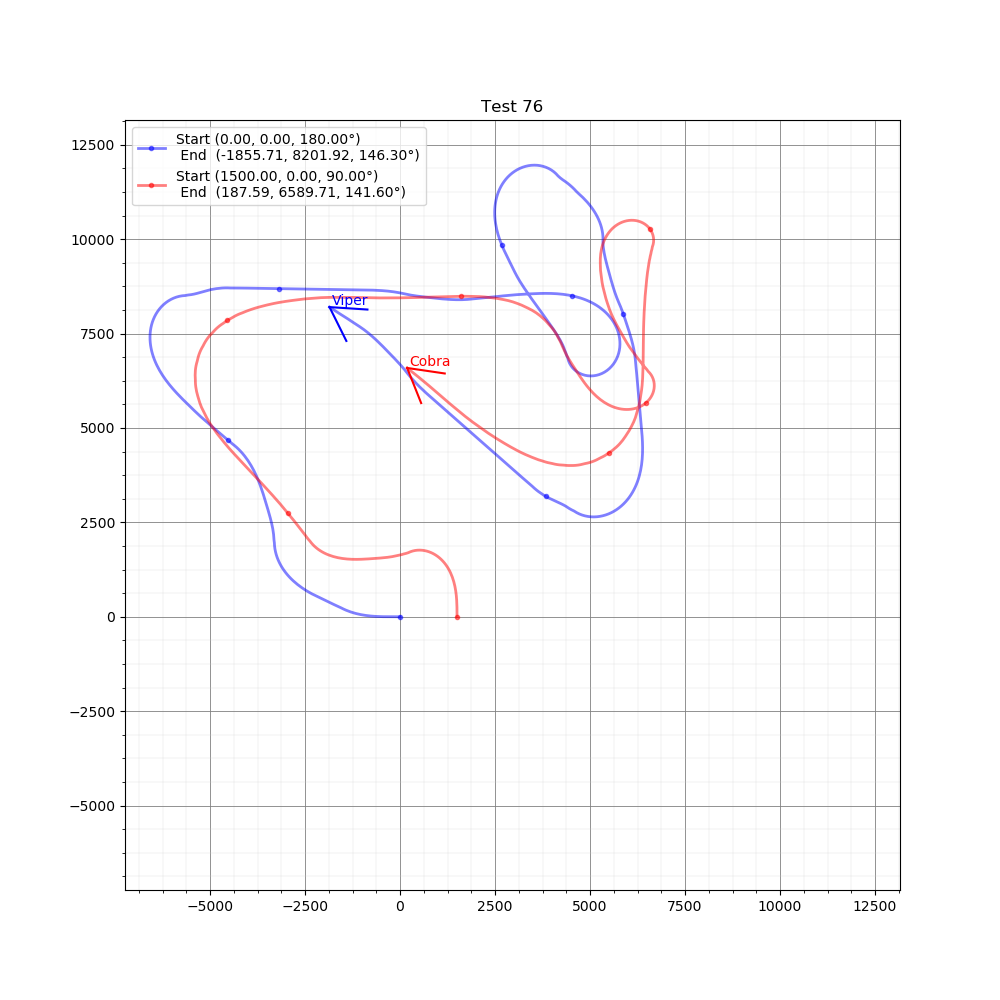 Test 76
Start (0.00, 0.00, 180.00°)
End (-1855.71, 8201.92, 146.30°)
Start (1500.00, 0.00, 90.00°)
End (187.59, 6589.71, 141.60°)
12500
10000
7500
5000
2500
0
−2500
−5000
Viper
Cobra
−5000 −2500 0 2500 5000 7500 10000 12500